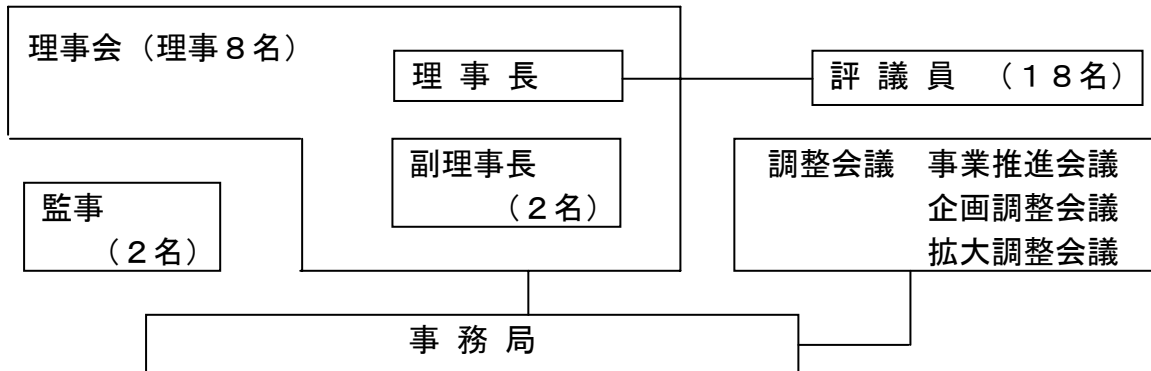 理事会（理事８名）
理 事 長
評 議 員 （１８名）
副理事長
（２名）
調整会議 事業推進会議
企画調整会議
拡大調整会議
監事
（２名）
事 務 局